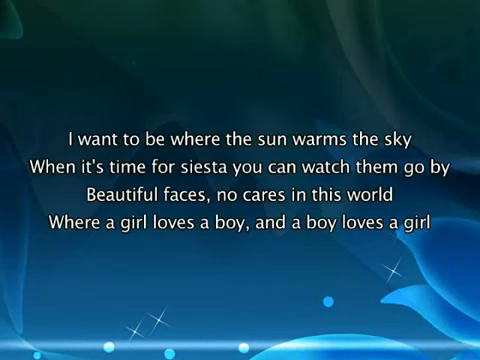 I want to be where the sun warms the sky
When it's time for siesta you can watch them go by
Beautiful faces, no cares in this world
Where a girl loves a boy, and a boy loves a girl